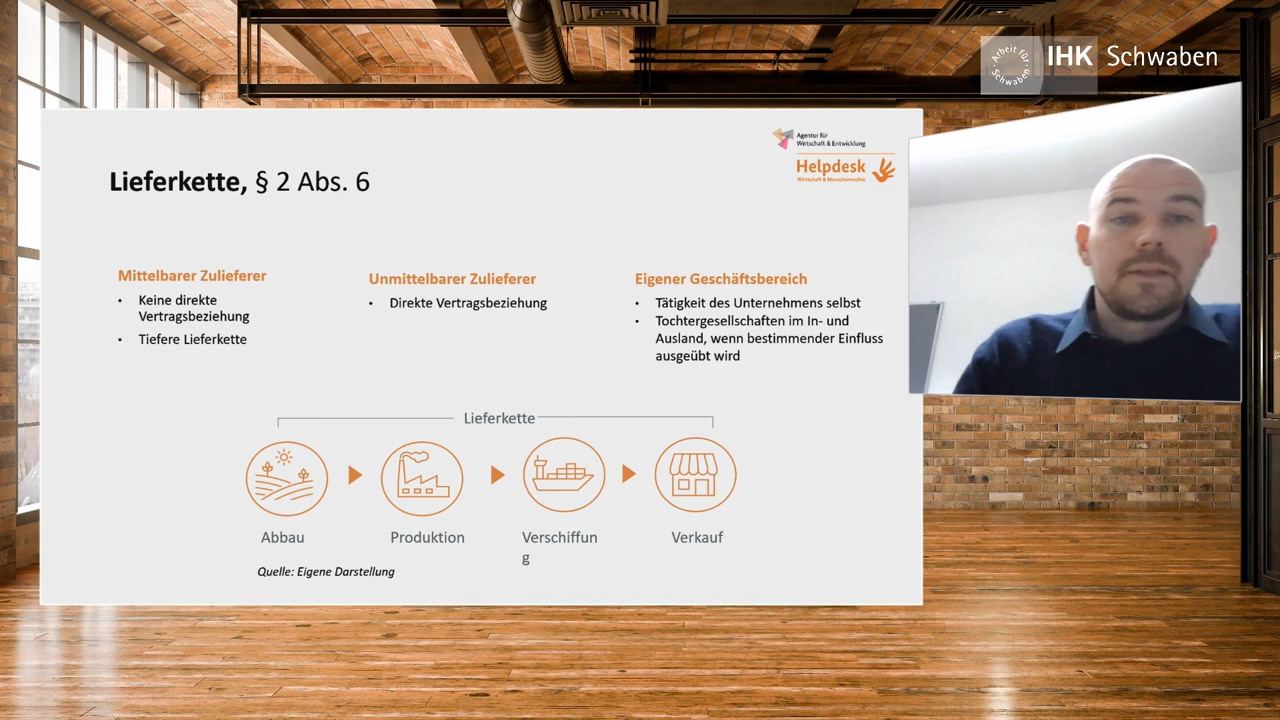 Arbeit für
Schwaben
IHK Schwaben
Agentur für
Wirtschaft & Entwicklung
Helpdesk
Wirtschaft & Menschenrechte
Lieferkette, § 2 Abs. 6
Mittelbarer Zulieferer
• Keine direkte
Vertragsbeziehung
• Tiefere Lieferkette
Unmittelbarer Zulieferer
• Direkte Vertragsbeziehung
Eigener Geschäftsbereich
• Tätigkeit des Unternehmens selbst
• Tochtergesellschaften im In- und
Ausland, wenn bestimmender Einfluss
ausgeübt wird
Lieferkette
Abbau
Produktion
Verschiffun
g
Verkauf
Quelle: Eigene Darstellung